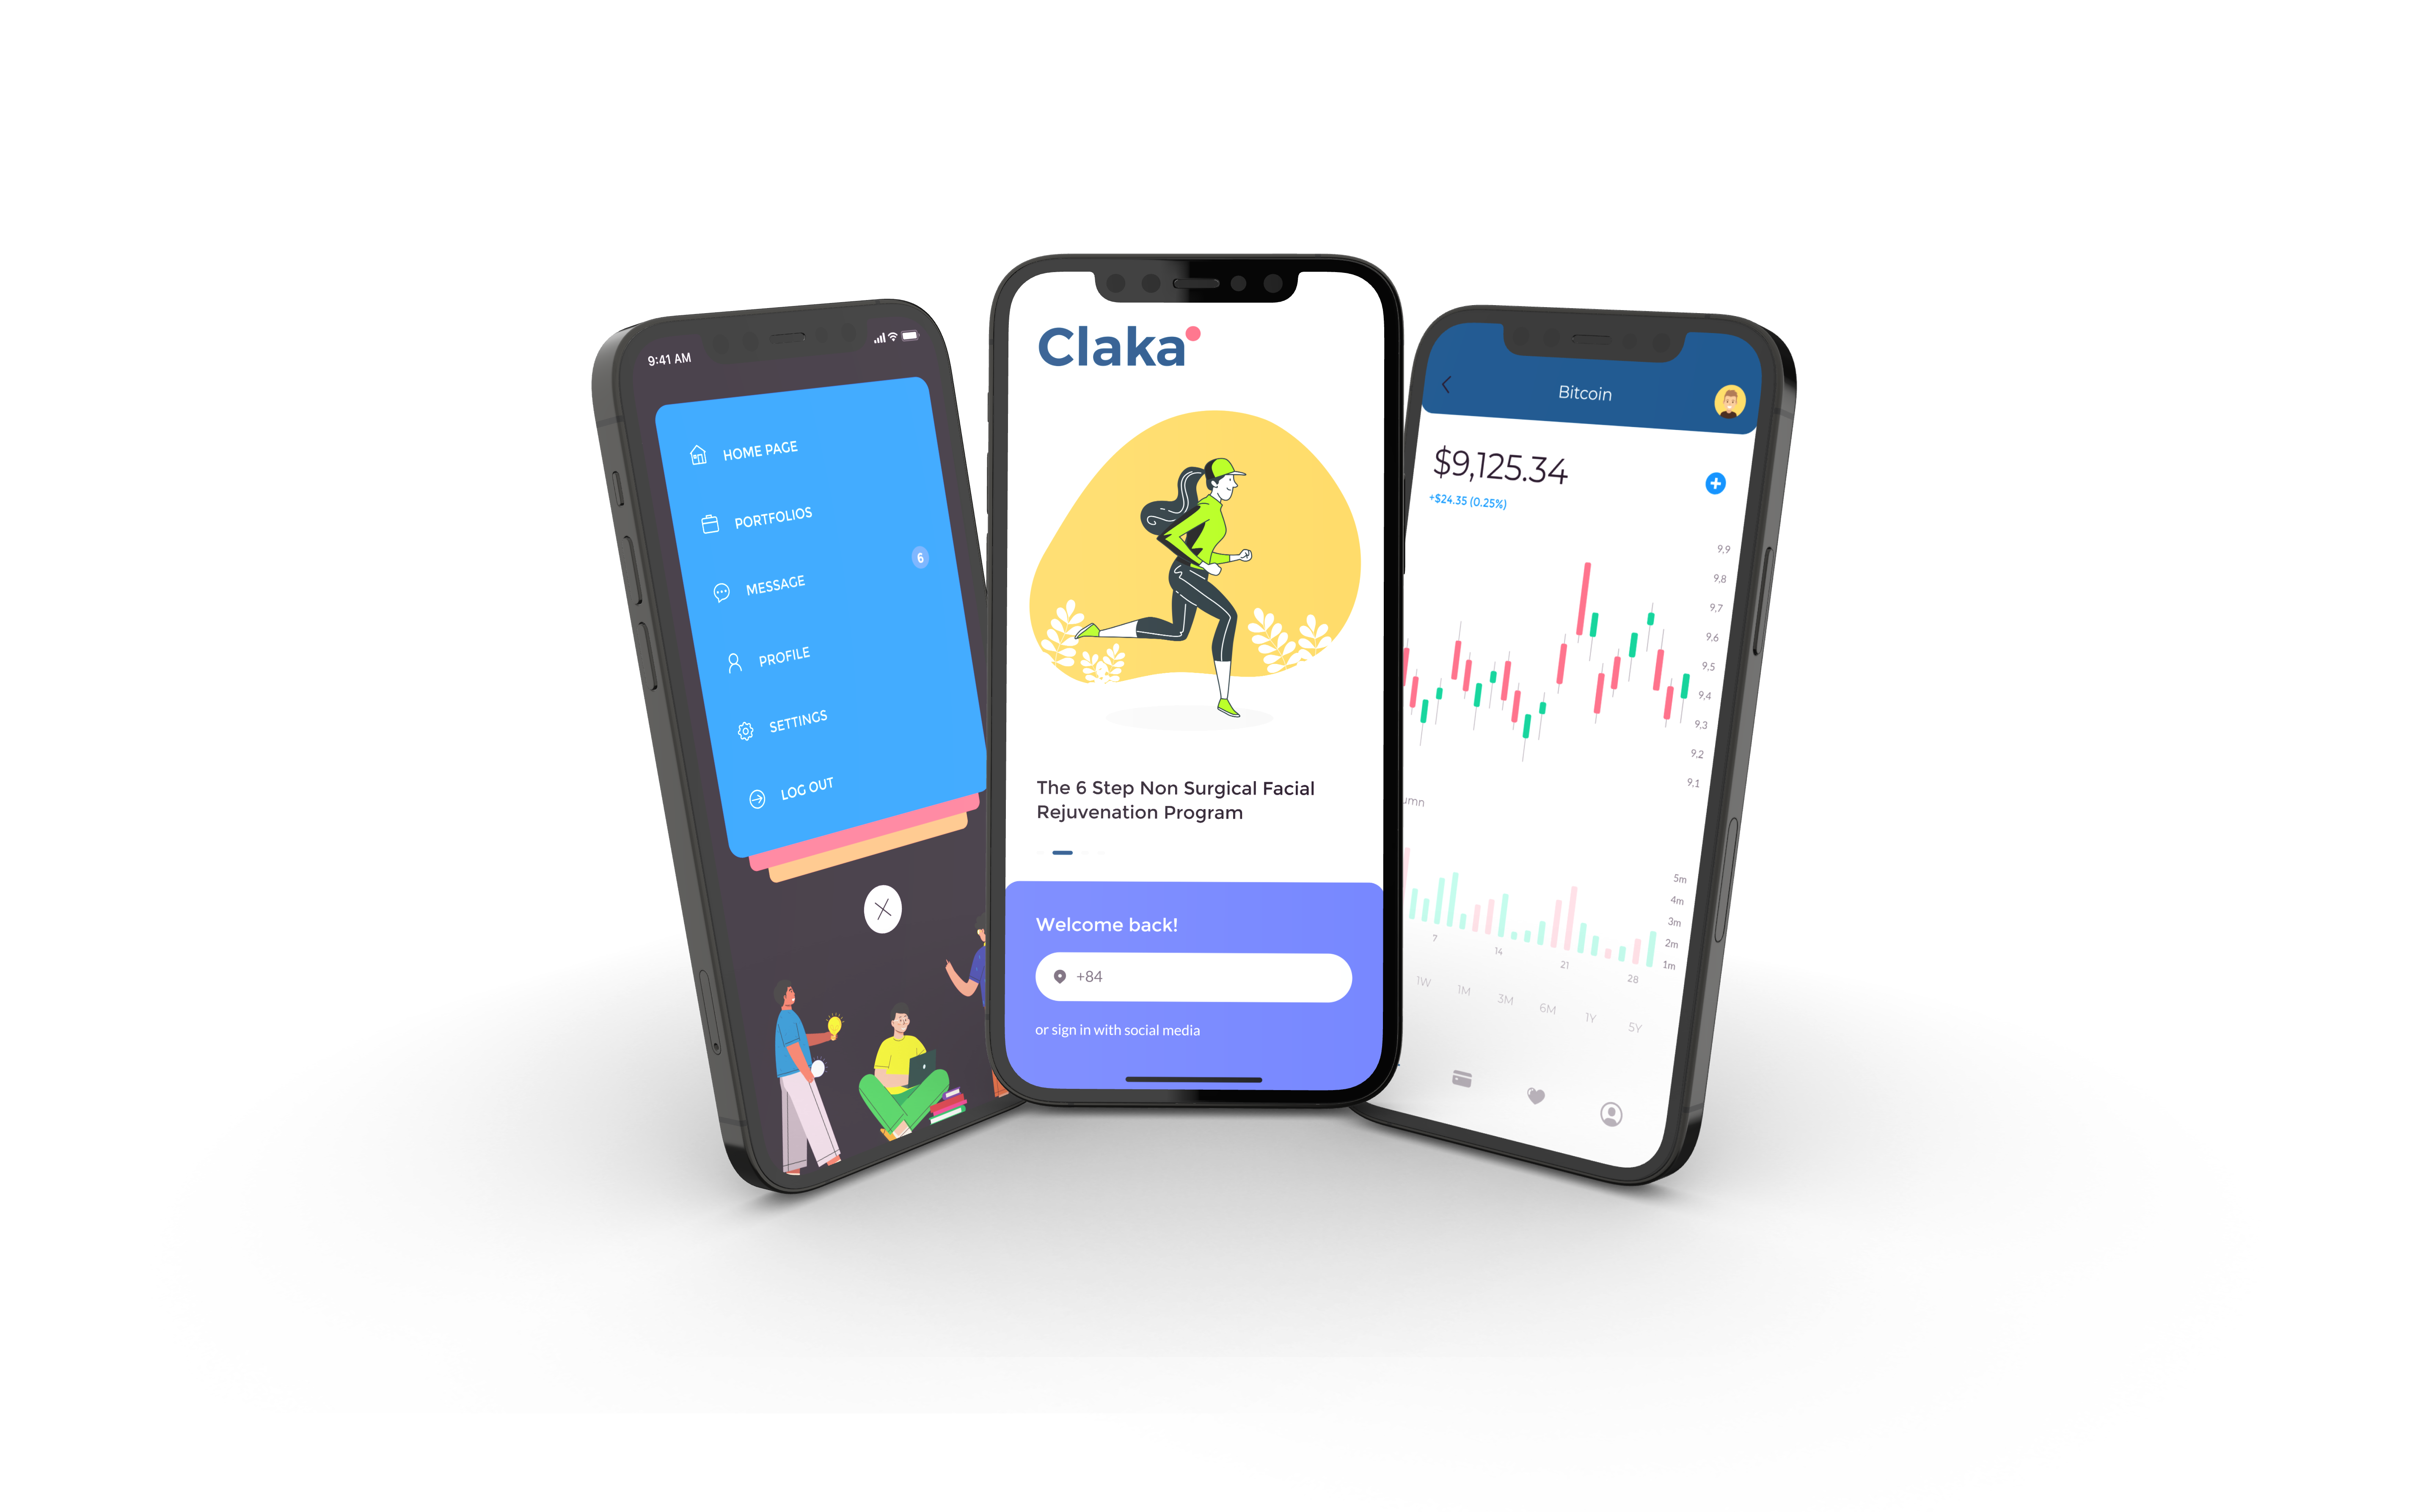 9:41 AM
HOME PAGE
PORTFOLIOS
6
MESSAGE
PROFILE
SETTINGS
LOG OUT
Claka
The 6 Step Non Surgical Facial
Rejuvenation Program
Welcome back!
+84
or sign in with social media
Bitcoin
$9,125.34
+$24.35 (0.25%)
9,9
9,8
9,7
9,6
9,5
9,4
9,3
9,2
9,1
umn
5m
4m
3m
2m
1m
7 14 21 28
1W 1M 3M 6M 1Y 5Y